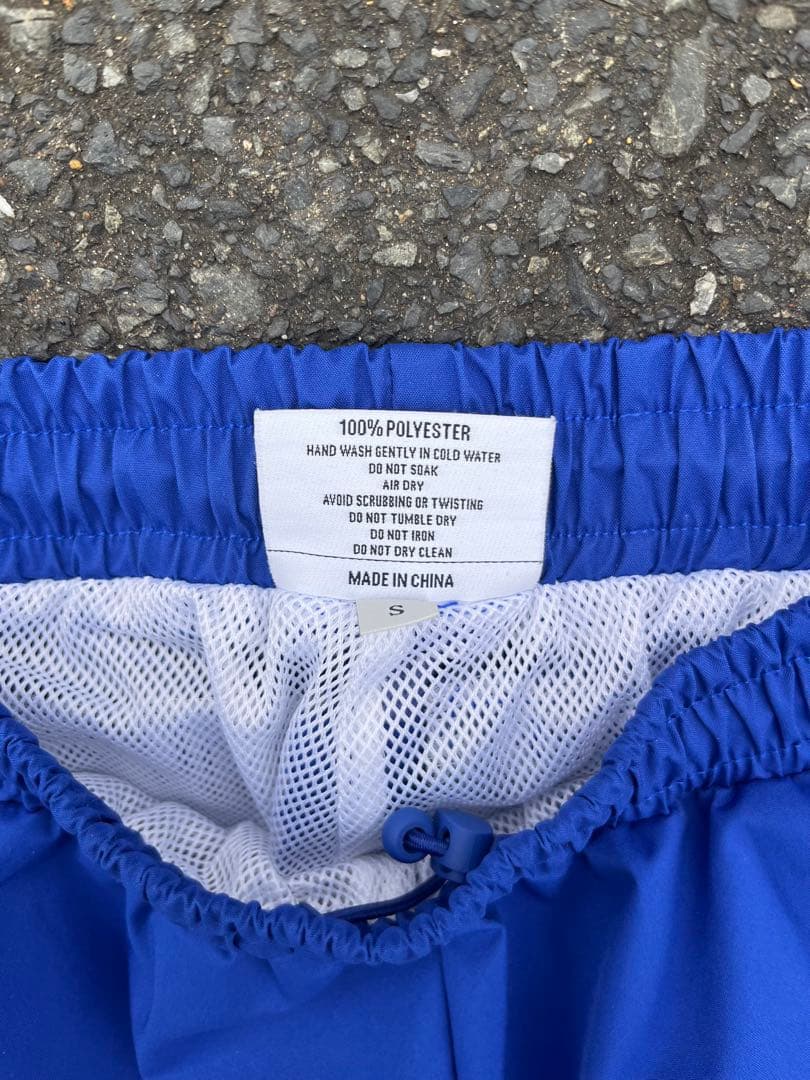 100% POLYESTER
HAND WASH GENTLY IN COLD WATER
DO NOT SOAK
AIR DRY
AVOID SCRUBBING OR TWISTING
DO NOT TUMBLE DRY
DO NOT IRON
DO NOT DRY CLEAN
MADE IN CHINA
S